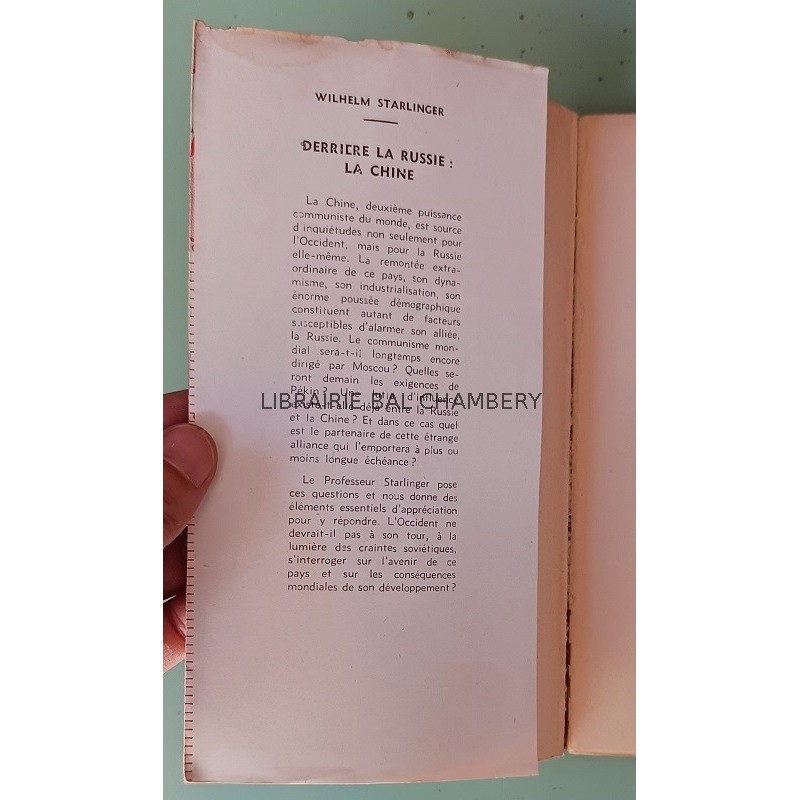 WILHELM STARLINGER
DERRIERE LA RUSSIE :
LA CHINE
La Chine, deuxième puissance
communiste du monde, est source
d'inquiétudes non seulement pour
l'Occident, mais pour la Russie
elle-même. La remontée extra-
ordinaire de ce pays, son dyna-
misme, son industrialisation, son
énorme poussée démographique
constituent autant de facteurs
susceptibles d'alarmer son alliée,
la Russie. Le communisme mon-
dial sera-t-il longtemps encore
dirigé par Moscou ? Quelles se-
ront demain les exigences de
Pékin ? Une d'influence
LIBRAIRIE BAL CHAMBERY
déjà entre la Russie
et la Chine ? Et dans ce cas quel
est le partenaire de cette étrange
alliance qui l'emportera à plus ou
moins longue échéance ?
Le Professeur Starlinger pose
ces questions et nous donne des
éléments essentiels d'appréciation
pour y répondre. L'Occident ne
devrait-il pas à son tour, à la
lumière des craintes soviétiques,
s'interroger sur l'avenir de ce
pays et sur les conséquences
mondiales de son développement ?